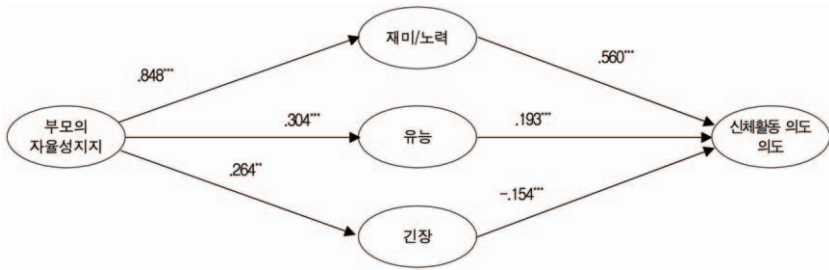 재미/노력
.848***
.560***
부모의
자율성지지
.304***
유능
.193***
신체활동 의도
의도
.264**
-.154***
긴장